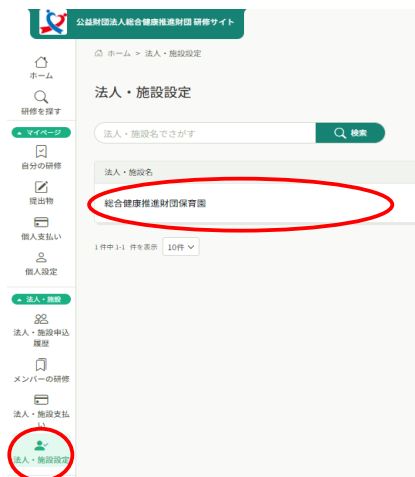 公益財団法人総合健康推進財団 研修サイト
ホーム > 法人・施設設定
ホーム
研修を探す
マイページ
自分の研修
提出物
個人支払い
個人設定
法人・施設
法人・施設申込
履歴
メンバーの研修
法人・施設支払
い
法人・施設設定
法人・施設設定
法人・施設名でさがす
検索
法人・施設名
総合健康推進財団保育園
1 件中 1-1 件を表示 10件